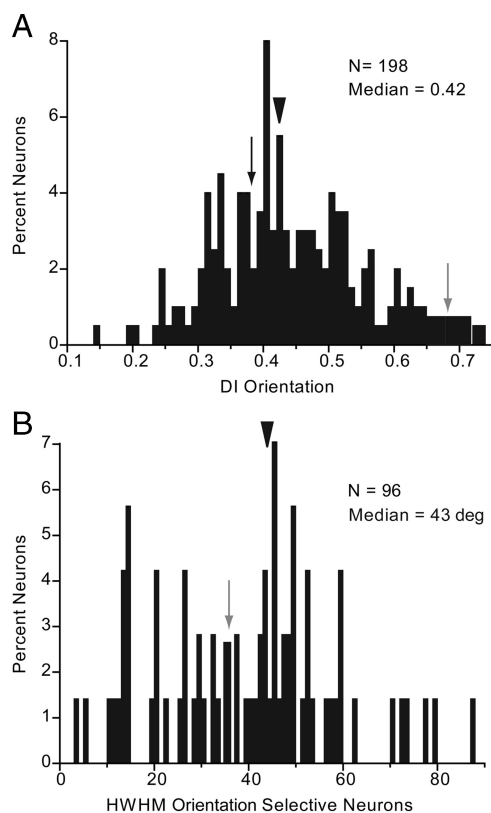 A
8
6
4
2
0
Percent Neurons
N= 198
Median = 0.42
0.1 0.2 0.3 0.4 0.5 0.6 0.7
DI Orientation
B
7
6
5
4
3
2
1
0
Percent Neurons
N = 96
Median = 43 deg
0 20 40 60 80
HWHM Orientation Selective Neurons